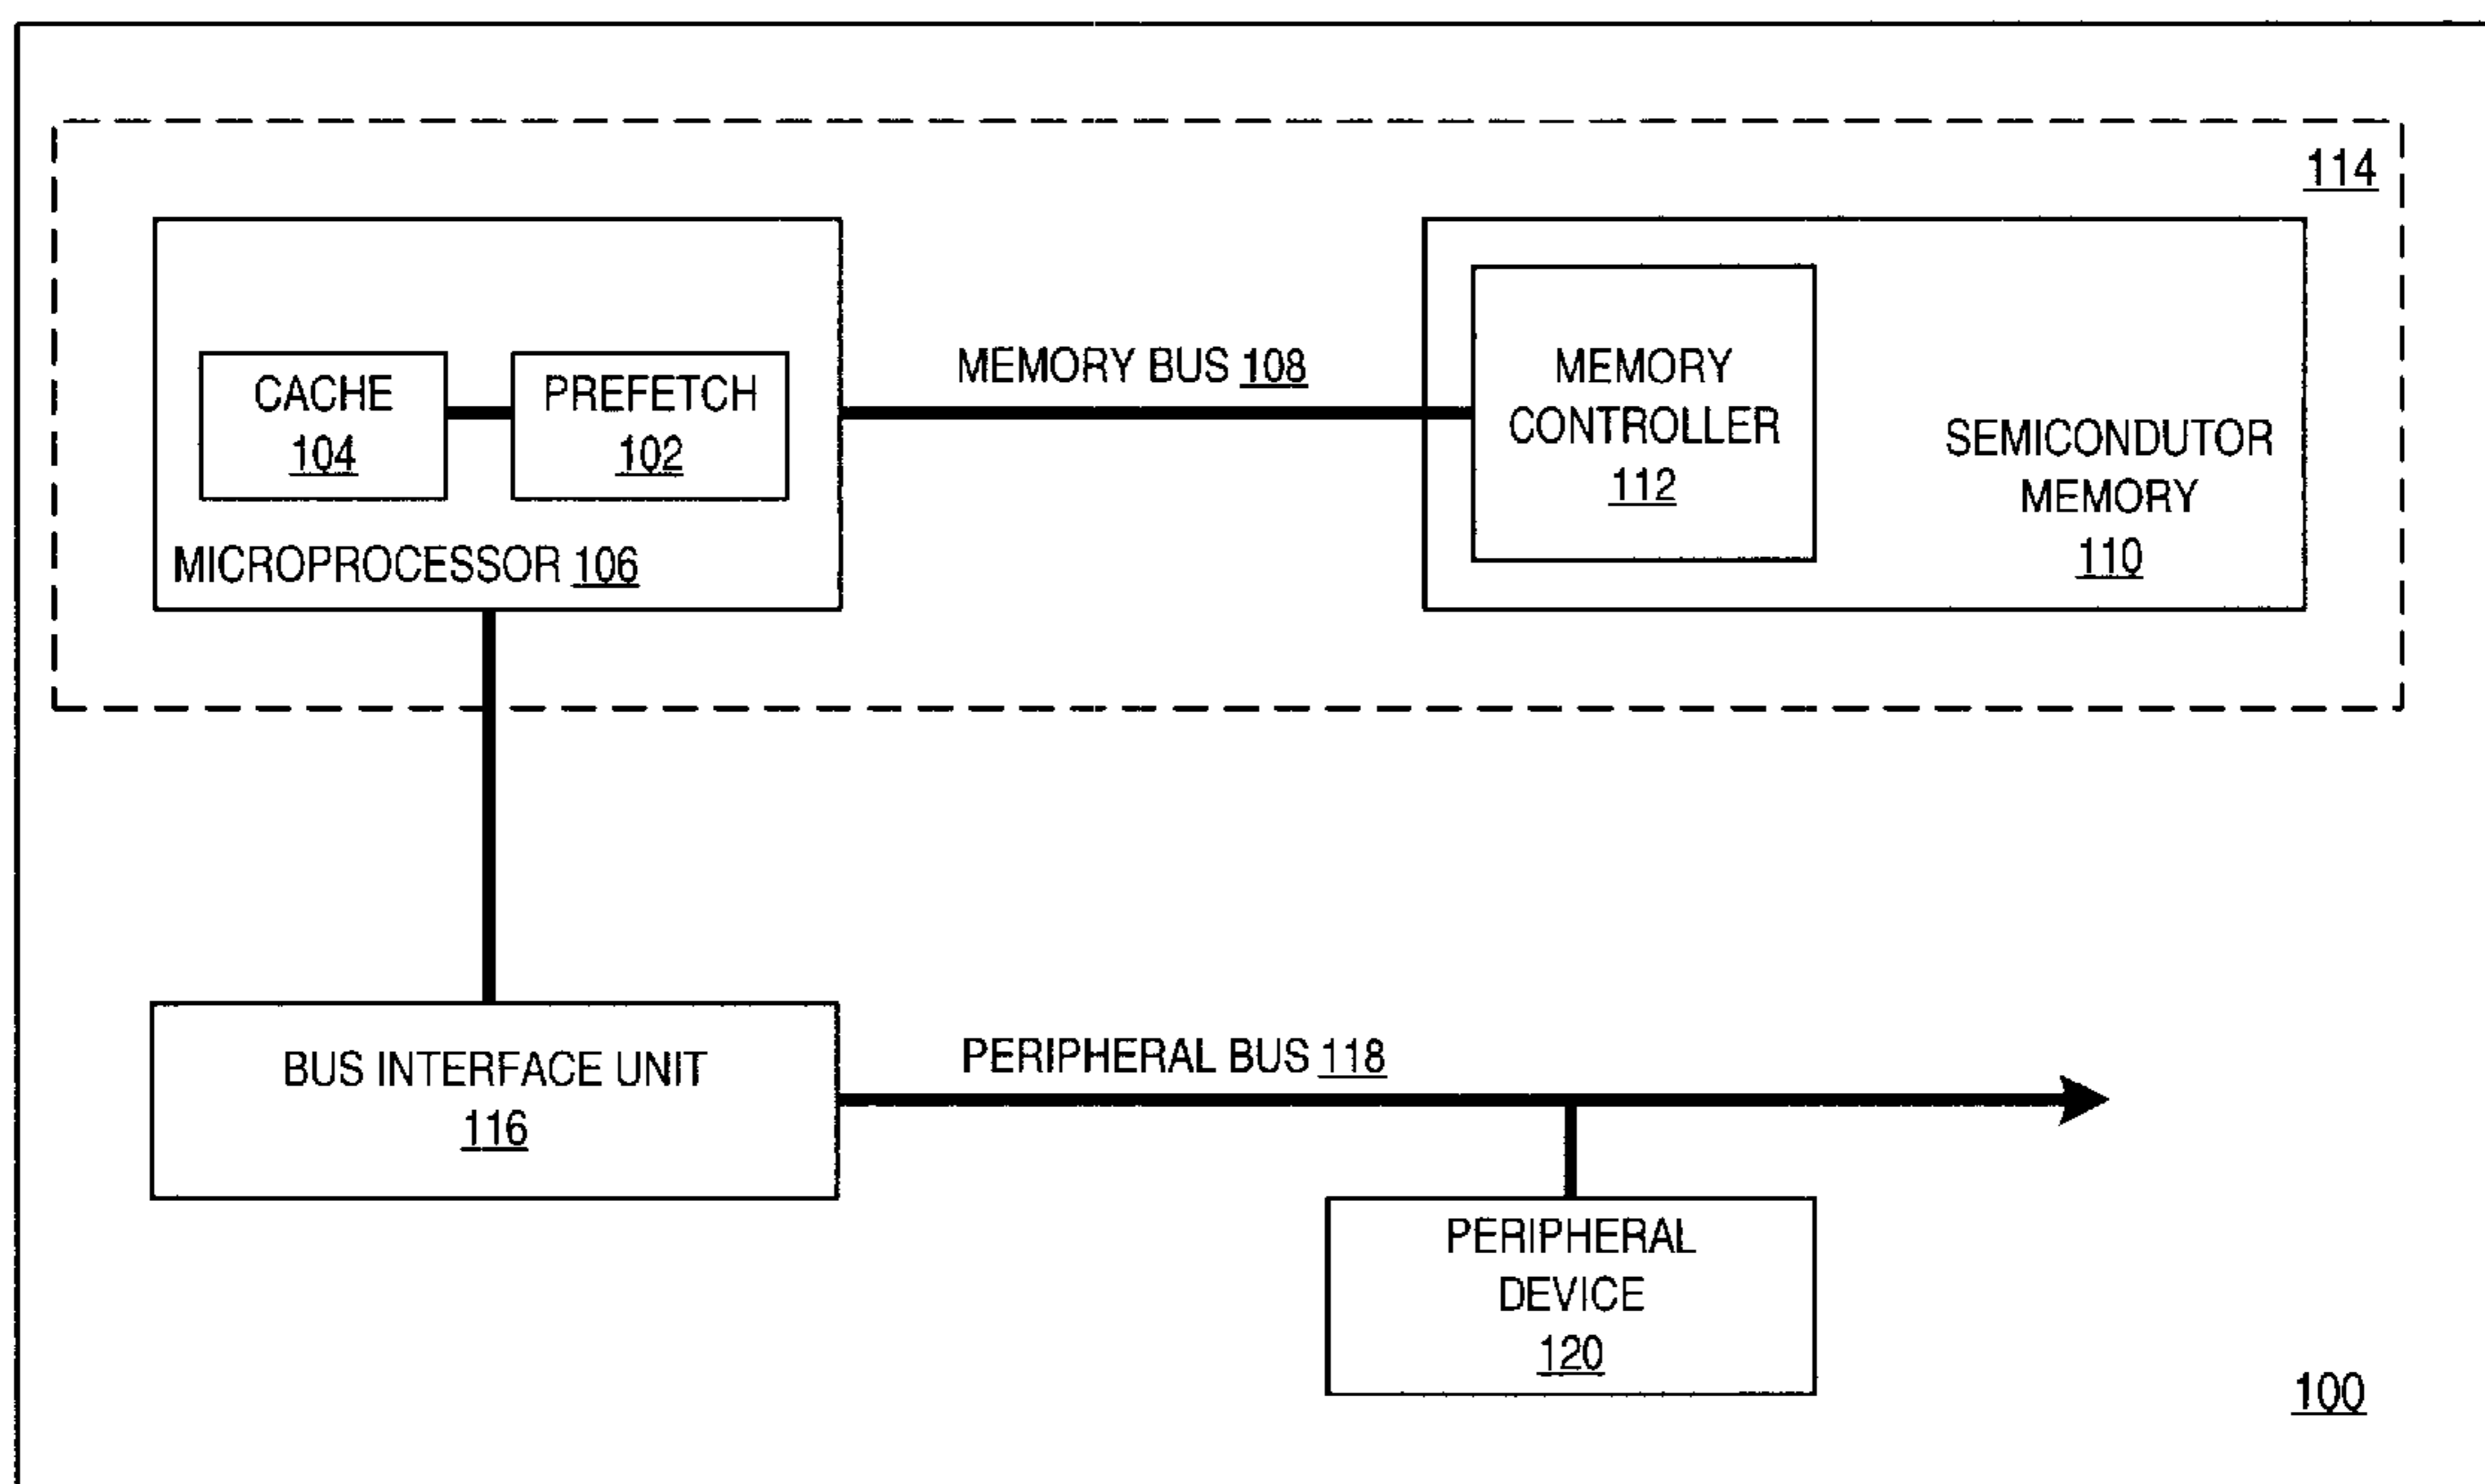 114
CACHE
104
PREFETCH
102
MICROPROCESSOR 106
MEMORY BUS 108
MEMORY
CONTROLLER
112
SEMICONDUTOR
MEMORY
110
BUS INTERFACE UNIT
116
PERIPHERAL BUS 118
PERIPHERAL
DEVICE
120
100